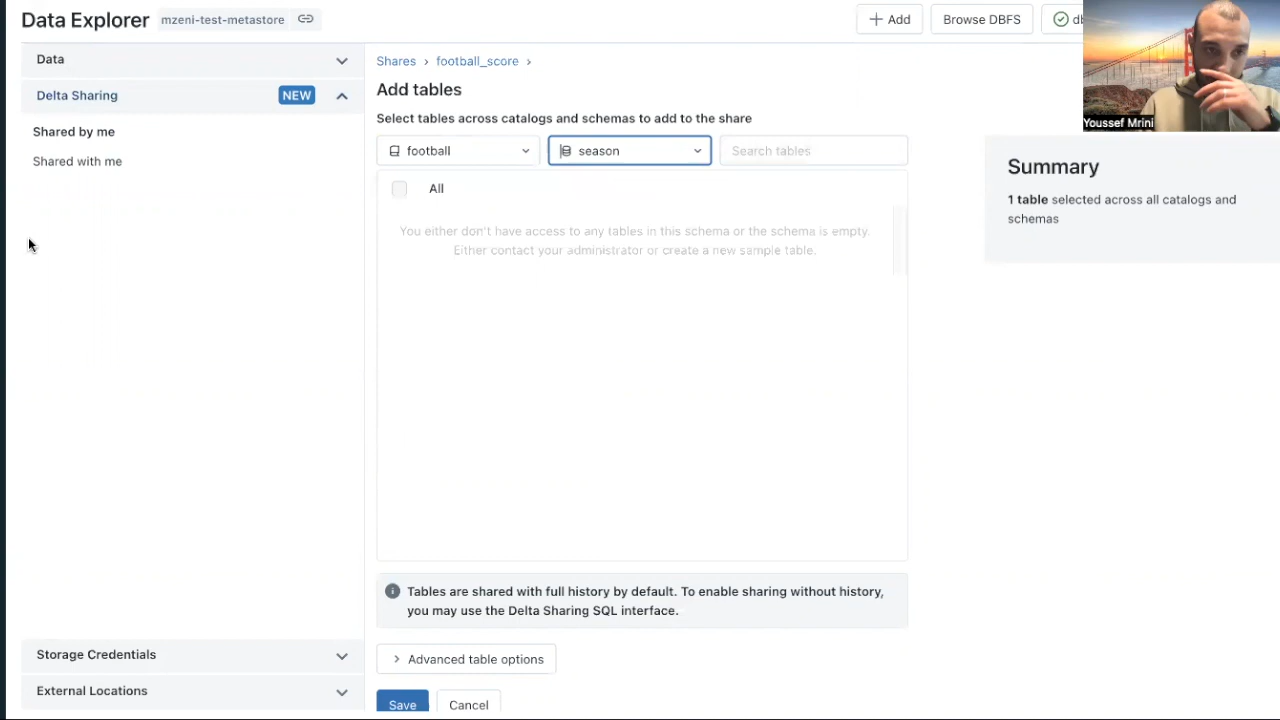 Data Explorer
mzeni-test-metastore
Add
Browse DBFS
Youssef Mrini
Data
Delta Sharing
NEW
Shared by me
Shared with me
Storage Credentials
External Locations
Shares › football_score ›
Add tables
Select tables across catalogs and schemas to add to the share
football
season
Search tables
All
You either don't have access to any tables in this schema or the schema is empty.
Either contact your administrator or create a new sample table.
Tables are shared with full history by default. To enable sharing without history,
you may use the Delta Sharing SQL interface.
Advanced table options
Save
Cancel
Summary
1 table selected across all catalogs and
schemas